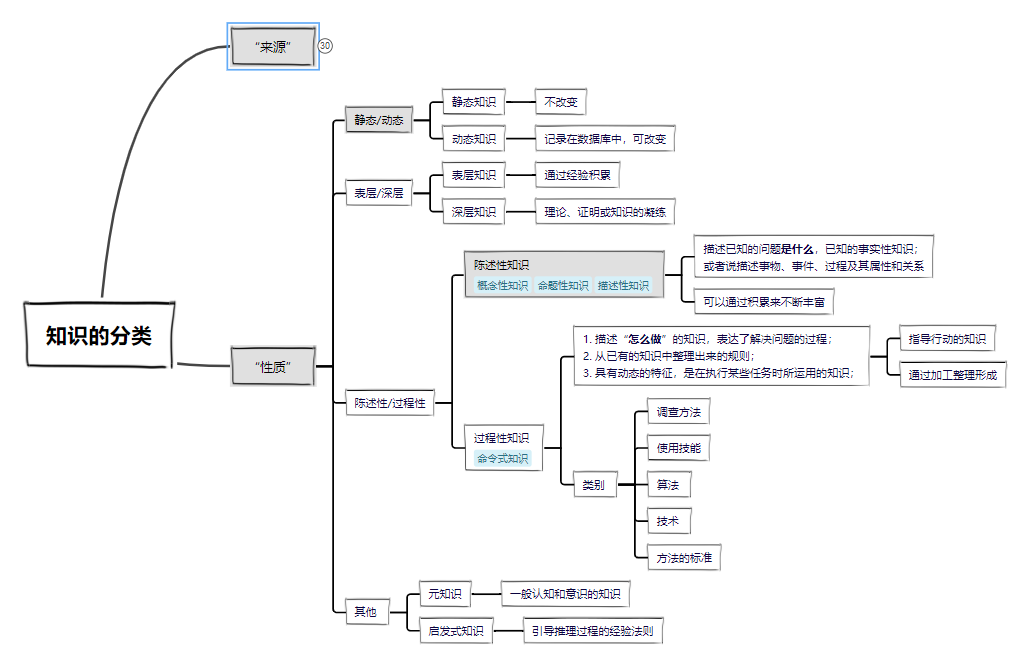 “来源”
30
静态/动态
静态知识
不改变
动态知识
记录在数据库中，可改变
表层/深层
表层知识
通过经验积累
深层知识
理论、证明或知识的凝练
知识的分类
“性质”
陈述性/过程性
陈述性知识
概念性知识 命题性知识 描述性知识
描述已知的问题是什么，已知的事实性知识；
或者说描述事物、事件、过程及其属性和关系
可以通过积累来不断丰富
过程性知识
命令式知识
1. 描述“怎么做”的知识，表达了解决问题的过程；
2. 从已有的知识中整理出来的规则；
3. 具有动态的特征，是在执行某些任务时所运用的知识；
指导行动的知识
通过加工整理形成
类别
调查方法
使用技能
算法
技术
方法的标准
其他
元知识
一般认知和意识的知识
启发式知识
引导推理过程的经验法则